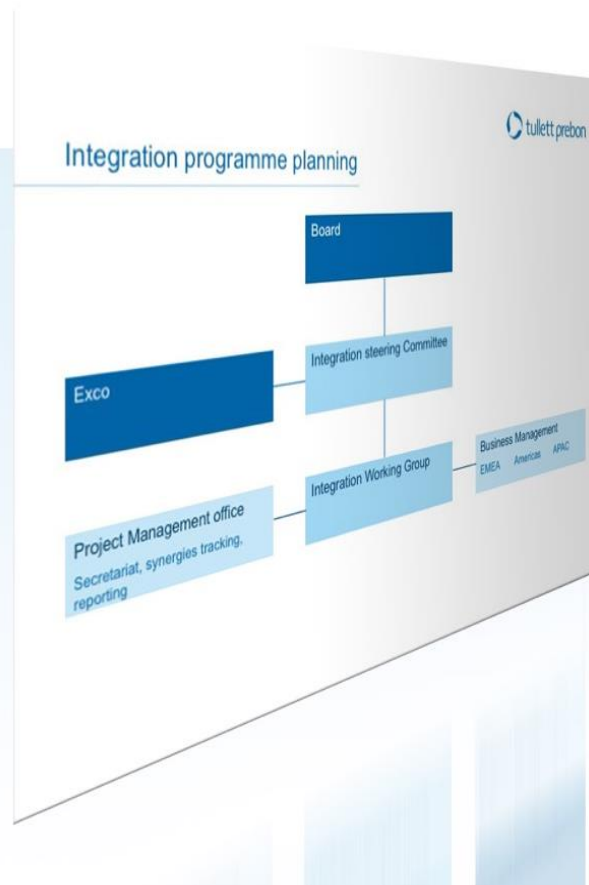 tullett prebon
Integration programme planning
Board
Integration steering Committee
Exco
Integration Working Group
Business Management
EMEA Americas APAC
Project Management office
Secretariat, synergies tracking,
reporting